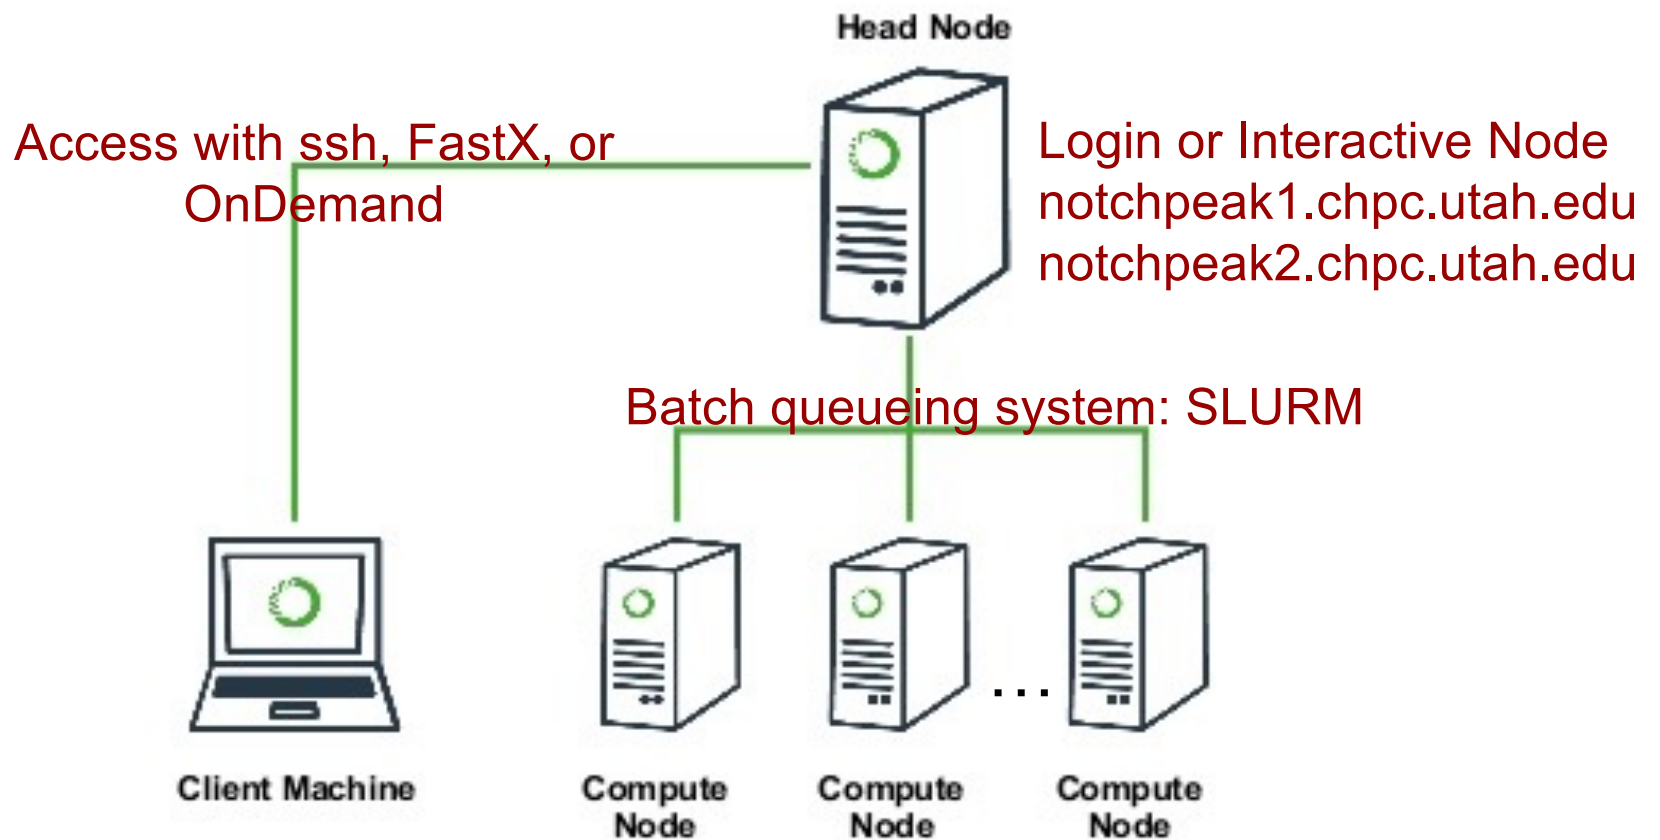 Head Node
Access with ssh, FastX, or
OnDemand
Login or Interactive Node
notchpeak1.chpc.utah.edu
notchpeak2.chpc.utah.edu
Batch queueing system: SLURM
...
Client Machine
Compute
Node
Compute
Node
Compute
Node